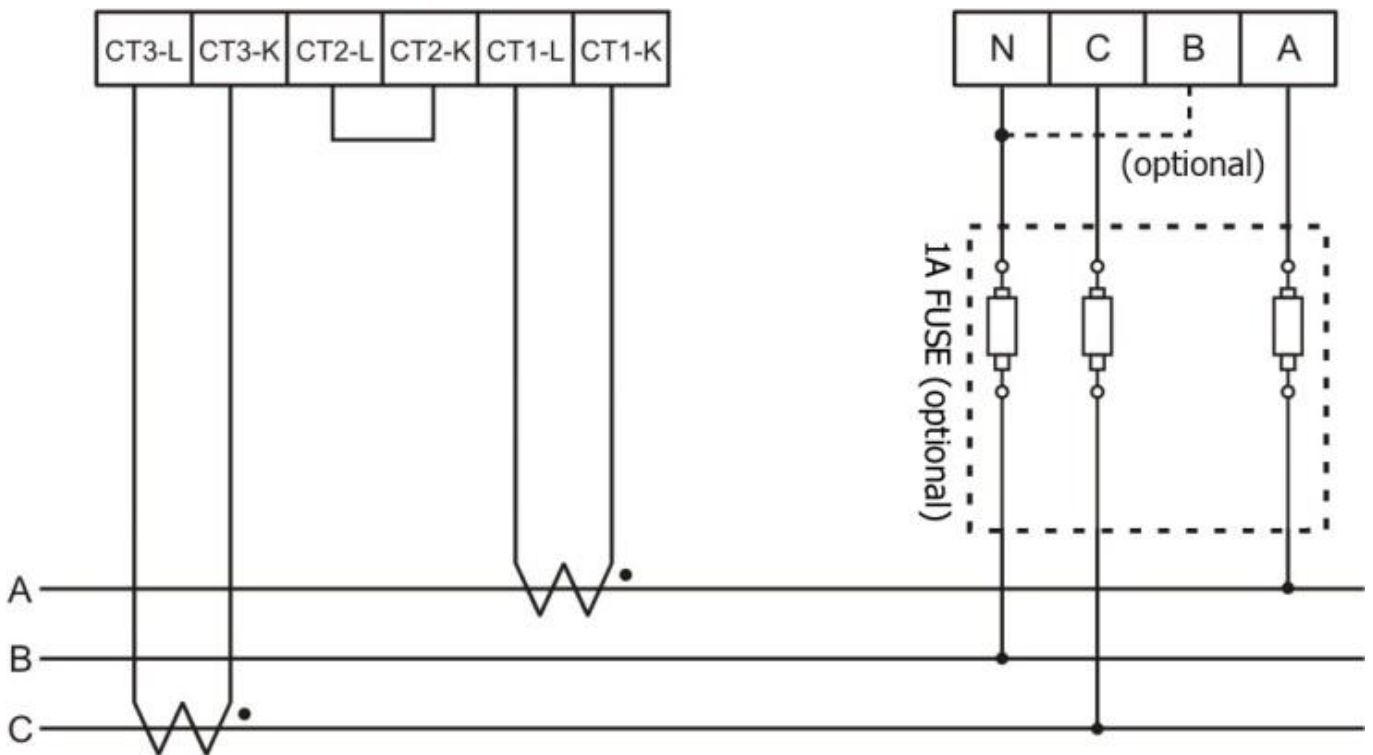 CT3-L CT3-K CT2-L CT2-K CT1-L CT1-K
N C B A
(optional)
1A FUSE (optional)
A
B
C